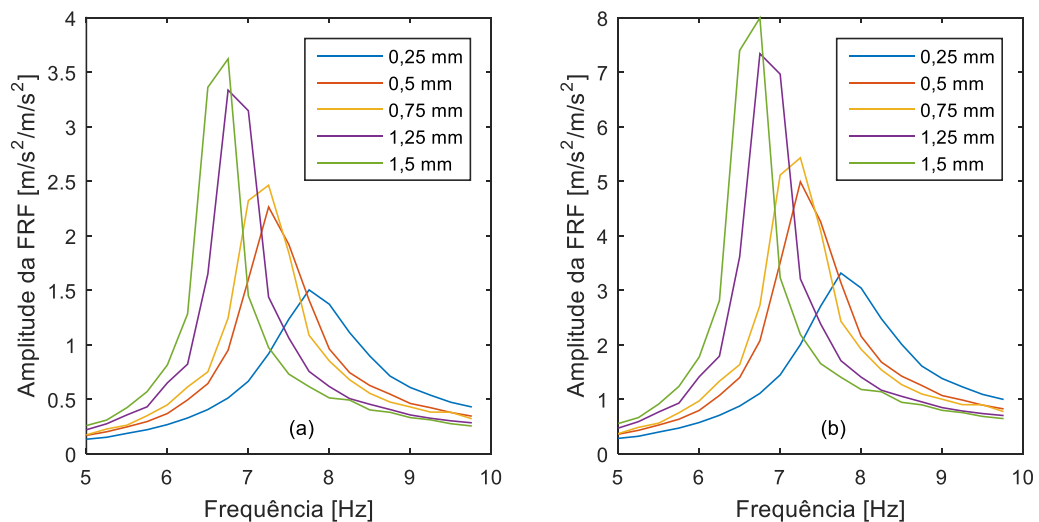 4
3.5
3
2.5
2
1.5
1
0.5
0
5
6
7
8
9
10
Amplitude da FRF [m/s²/m/s²]
Frequência [Hz]
0,25 mm
0,5 mm
0,75 mm
1,25 mm
1,5 mm
(a)
8
7
6
5
4
3
2
1
0
5
6
7
8
9
10
Amplitude da FRF [m/s²/m/s²]
Frequência [Hz]
0,25 mm
0,5 mm
0,75 mm
1,25 mm
1,5 mm
(b)